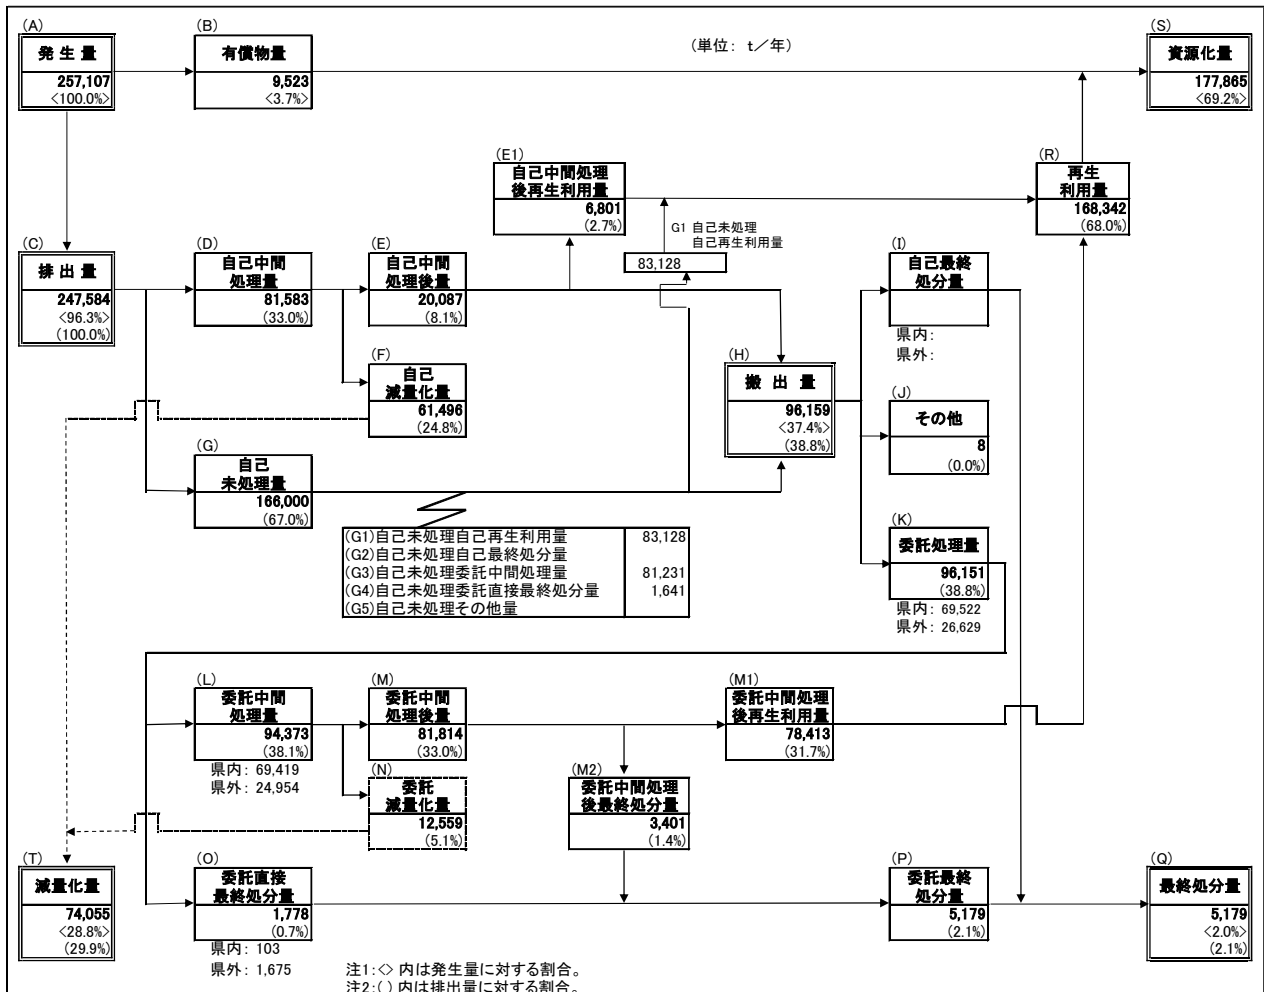 (A)
発 生 量
257,107
<100.0%>
(B)
有償物量
9,523
<3.7%>
(単位: t/年)
(S)
資源化量
177,865
<69.2%>
(E1)
自己中間処理
後再生利用量
6,801
(2.7%)
G1 自己未処理
自己再生利用量
83,128
(R)
再生
利用量
168,342
(68.0%)
(C)
排 出 量
247,584
<96.3%>
(100.0%)
(D)
自己中間
処理量
81,583
(33.0%)
(E)
自己中間
処理後量
20,087
(8.1%)
(I)
自己最終
処分量
県内:
県外:
(F)
自己
減量化量
61,496
(24.8%)
(H)
搬 出 量
96,159
<37.4%>
(38.8%)
(J)
その他
8
(0.0%)
(G)
自己
未処理量
166,000
(67.0%)
(G1)自己未処理自己再生利用量 83,128
(G2)自己未処理自己最終処分量
(G3)自己未処理委託中間処理量 81,231
(G4)自己未処理委託直接最終処分量 1,641
(G5)自己未処理その他量
(K)
委託処理量
96,151
(38.8%)
県内: 69,522
県外: 26,629
(L)
委託中間
処理量
94,373
(38.1%)
県内: 69,419
県外: 24,954
(M)
委託中間
処理後量
81,814
(33.0%)
(M1)
委託中間処理
後再生利用量
78,413
(31.7%)
(N)
委託
減量化量
12,559
(5.1%)
(M2)
委託中間処理
後最終処分量
3,401
(1.4%)
(T)
減量化量
74,055
<28.8%>
(29.9%)
(O)
委託直接
最終処分量
1,778
(0.7%)
県内: 103
県外: 1,675
(P)
委託最終
処分量
5,179
(2.1%)
(Q)
最終処分量
5,179
<2.0%>
(2.1%)
注1:<> 内は発生量に対する割合。
注2:( ) 内は排出量に対する割合。